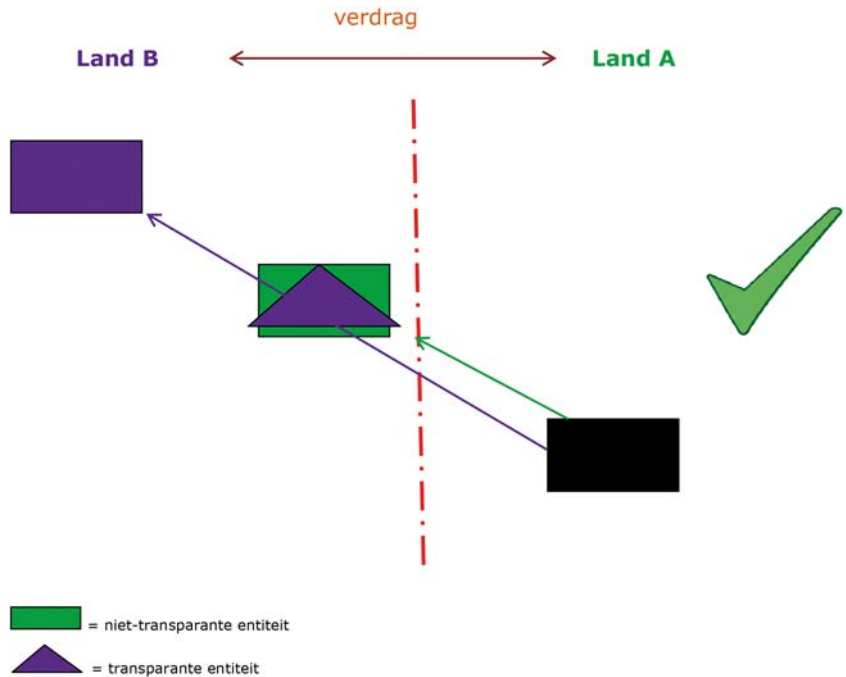 verdrag
Land B
Land A
= niet-transparante entiteit
= transparante entiteit